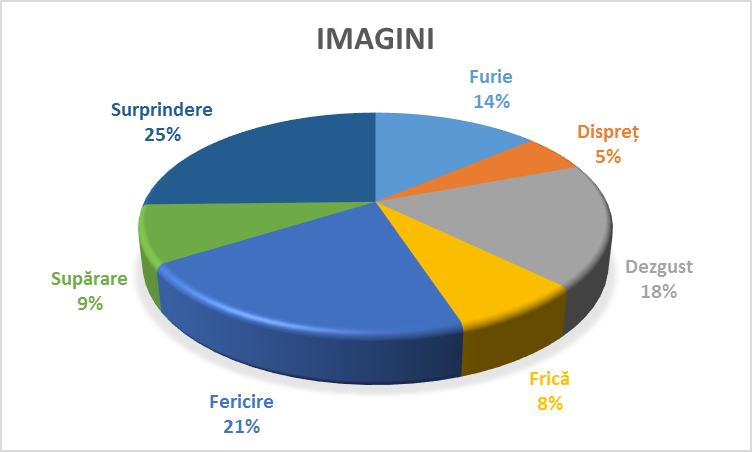 IMAGINI
Furie
14%
Dispreț
5%
Dezgust
18%
Frică
8%
Fericire
21%
Supărare
9%
Surprindere
25%